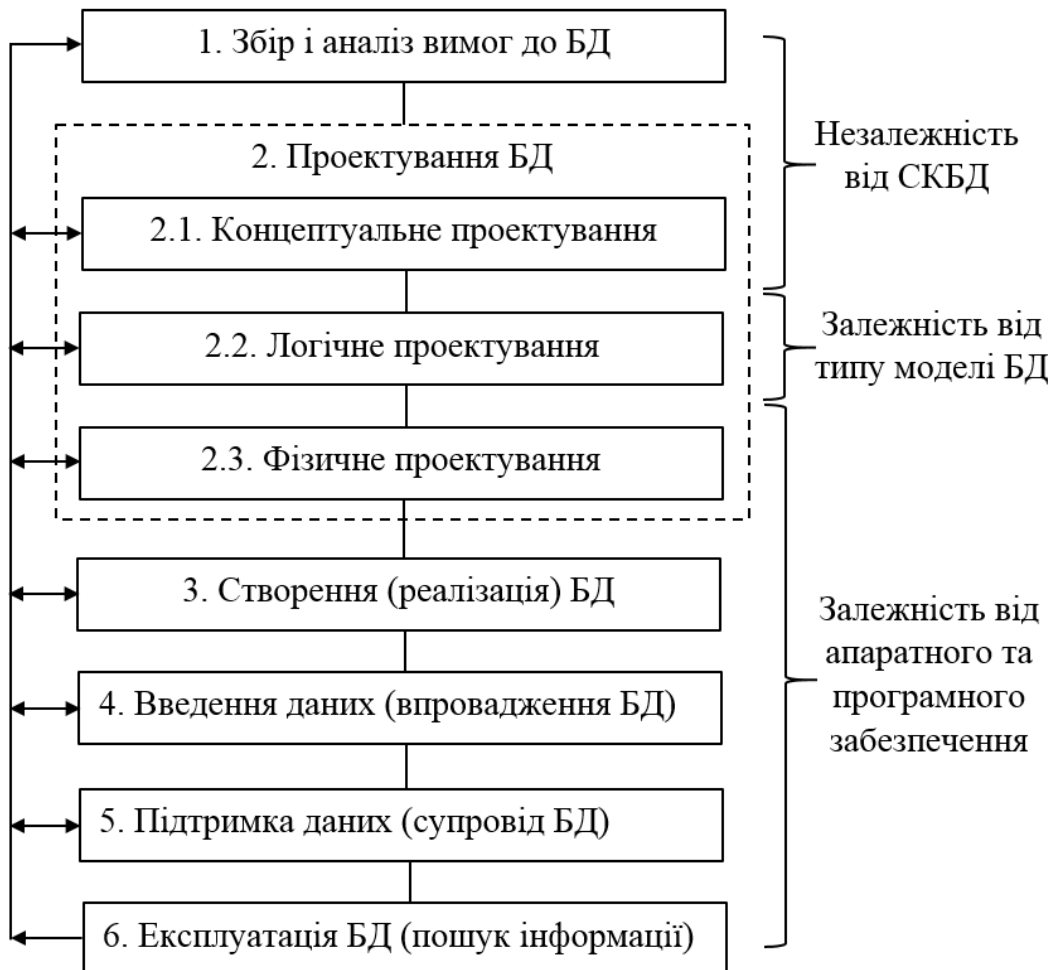 1. Збір і аналіз вимог до БД
2. Проектування БД
2.1. Концептуальне проектування
2.2. Логічне проектування
2.3. Фізичне проектування
3. Створення (реалізація) БД
4. Введення даних (впровадження БД)
5. Підтримка даних (супровід БД)
6. Експлуатація БД (пошук інформації)
Незалежність
від СКБД
Залежність від
типу моделі БД
Залежність від
апаратного та
програмного
забезпечення